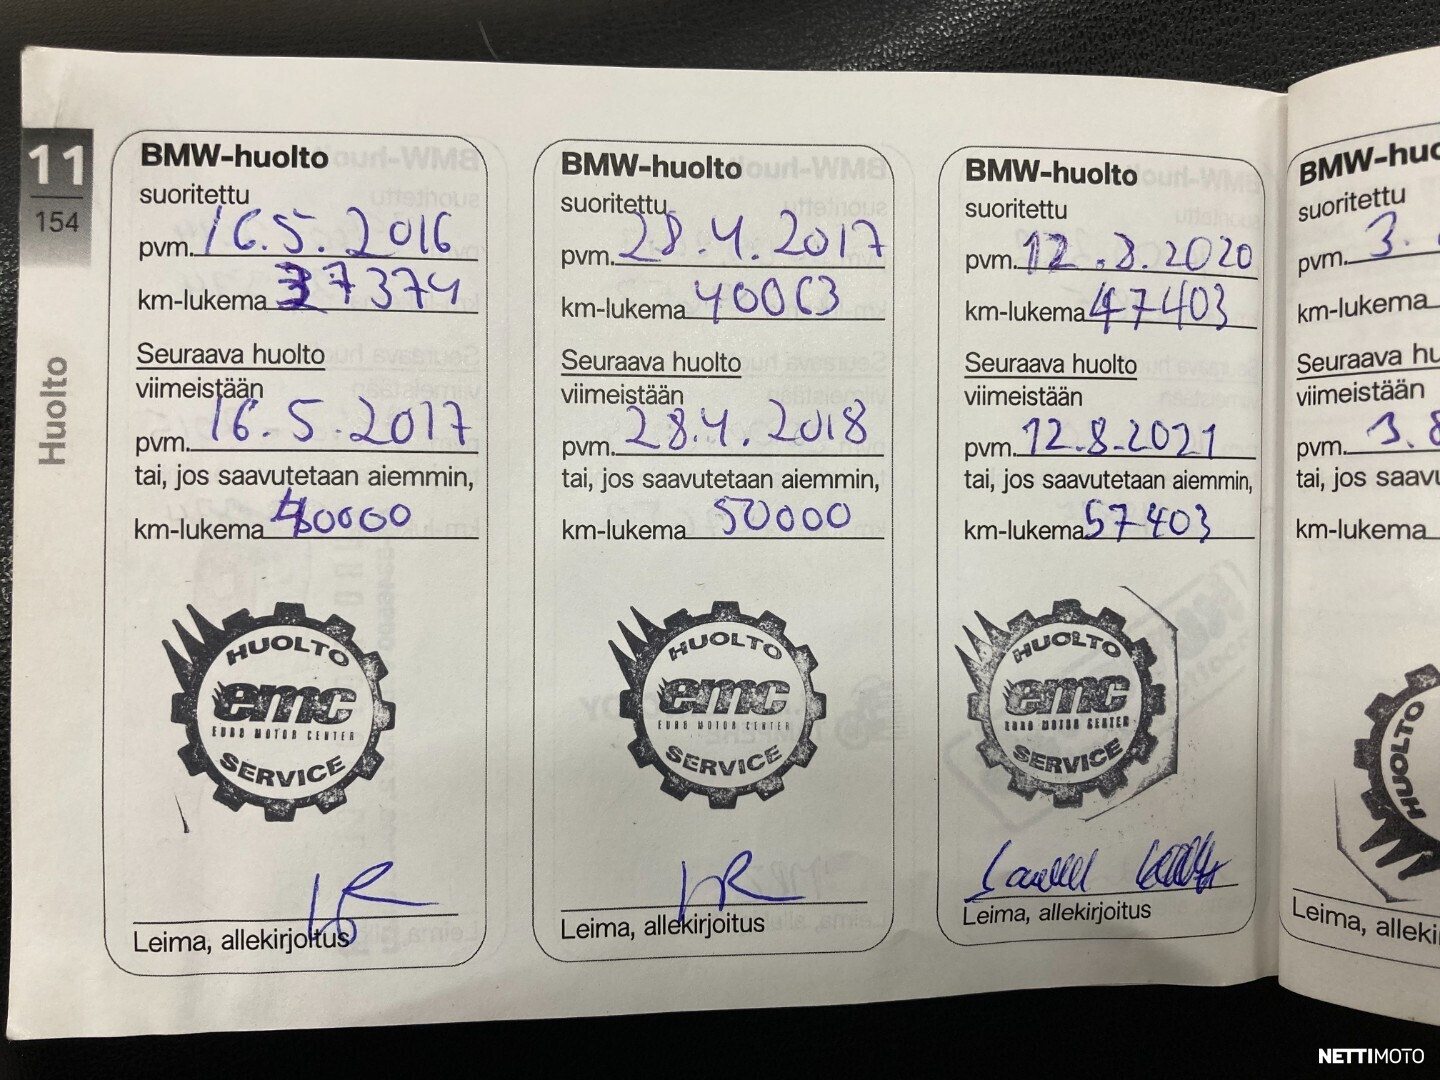 11
154
Huolto
BMW-huolto
suoritettu
pvm. 16.5.2016
km-lukema 37374
Seuraava huolto
viimeistään
pvm. 16.5.2017
tai, jos saavutetaan aiemmin,
km-lukema 40000
HUOLTO
emc
EURO MOTOR CENTER
SERVICE
Leima, allekirjoitus
BMW-huolto
suoritettu
pvm. 28.4.2017
km-lukema 40063
Seuraava huolto
viimeistään
pvm. 28.4.2018
tai, jos saavutetaan aiemmin,
km-lukema 50000
HUOLTO
emc
EURO MOTOR CENTER
SERVICE
Leima, allekirjoitus
BMW-huolto
suoritettu
pvm. 12.8.2020
km-lukema 47403
Seuraava huolto
viimeistään
pvm. 12.8.2021
tai, jos saavutetaan aiemmin,
km-lukema 57403
HUOLTO
emc
EURO MOTOR CENTER
SERVICE
Leima, allekirjoitus
BMW-huo
suoritettu
pvm. 3.
km-lukema
Seuraava hu
viimeistään
pvm. 3.8
tai, jos saavu
km-lukema
HUOLTO
Leima, alleki
NETTIMOTO